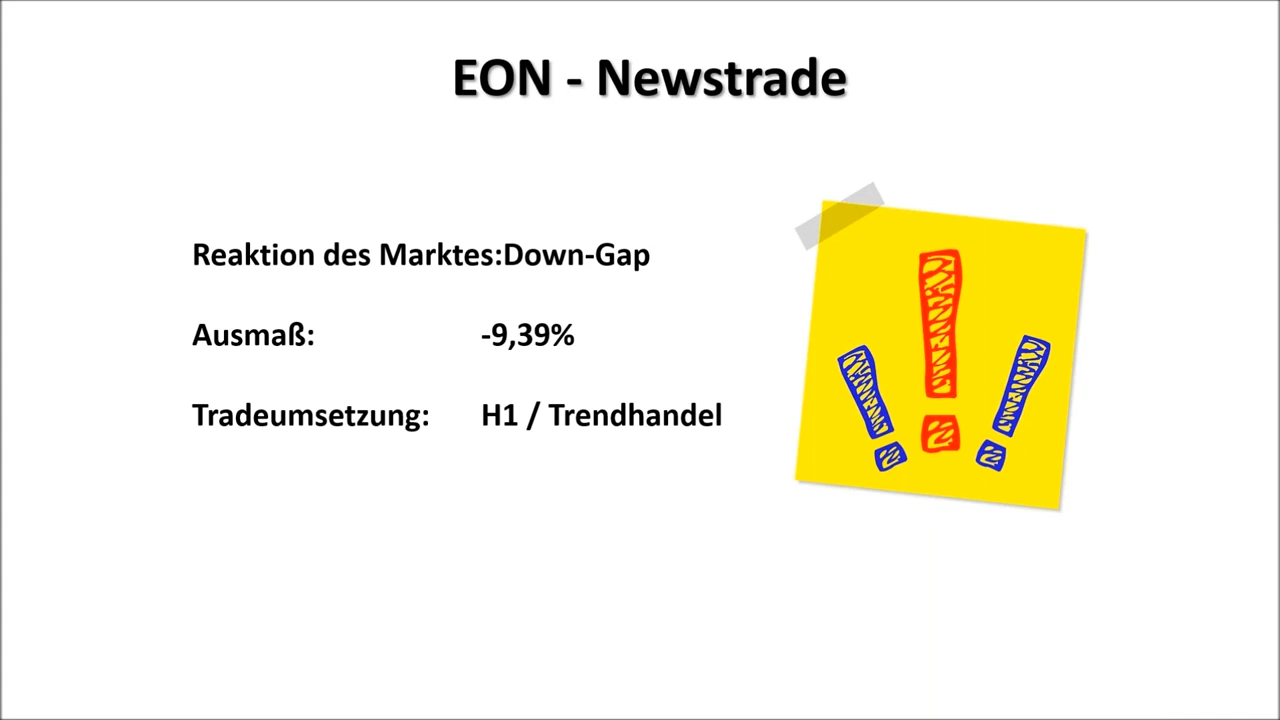 EON - Newstrade
Reaktion des Marktes:Down-Gap
Ausmaß: -9,39%
Tradeumsetzung: H1 / Trendhandel